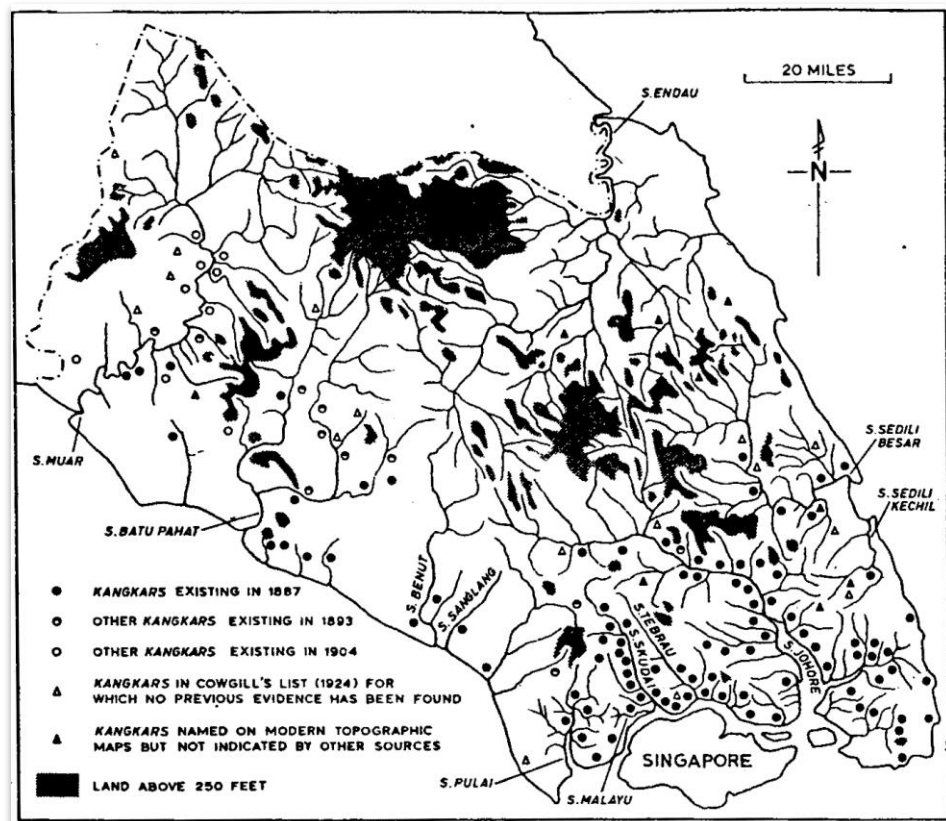 20 MILES
S. ENDAU
N
S. SEDILI
BESAR
S. SEDILI
KECHIL
S. MUAR
S. BATU PAHAT
S. BENUT
S. SANGLANG
S. TEBRAU
S. SKUDAI
S. JOHORE
SINGAPORE
S. PULAI
S. MALAYU
KANGKARS EXISTING IN 1887
OTHER KANGKARS EXISTING IN 1893
OTHER KANGKARS EXISTING IN 1904
KANGKARS IN COWGILL'S LIST (1924) FOR
WHICH NO PREVIOUS EVIDENCE HAS BEEN FOUND
KANGKARS NAMED ON MODERN TOPOGRAPHIC
MAPS BUT NOT INDICATED BY OTHER SOURCES
LAND ABOVE 250 FEET